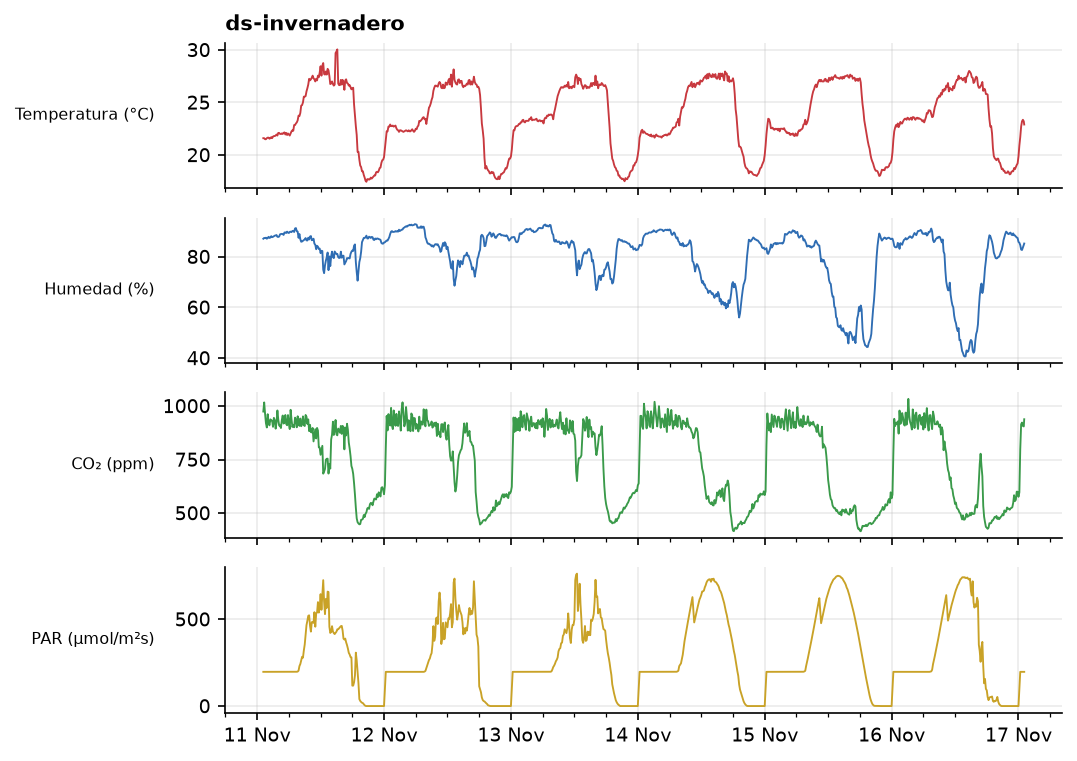 ds-invernadero
Temperatura (°C)
30
25
20
Humedad (%)
80
60
40
CO₂ (ppm)
1000
750
500
PAR (µmol/m²s)
500
0
11 Nov 12 Nov 13 Nov 14 Nov 15 Nov 16 Nov 17 Nov